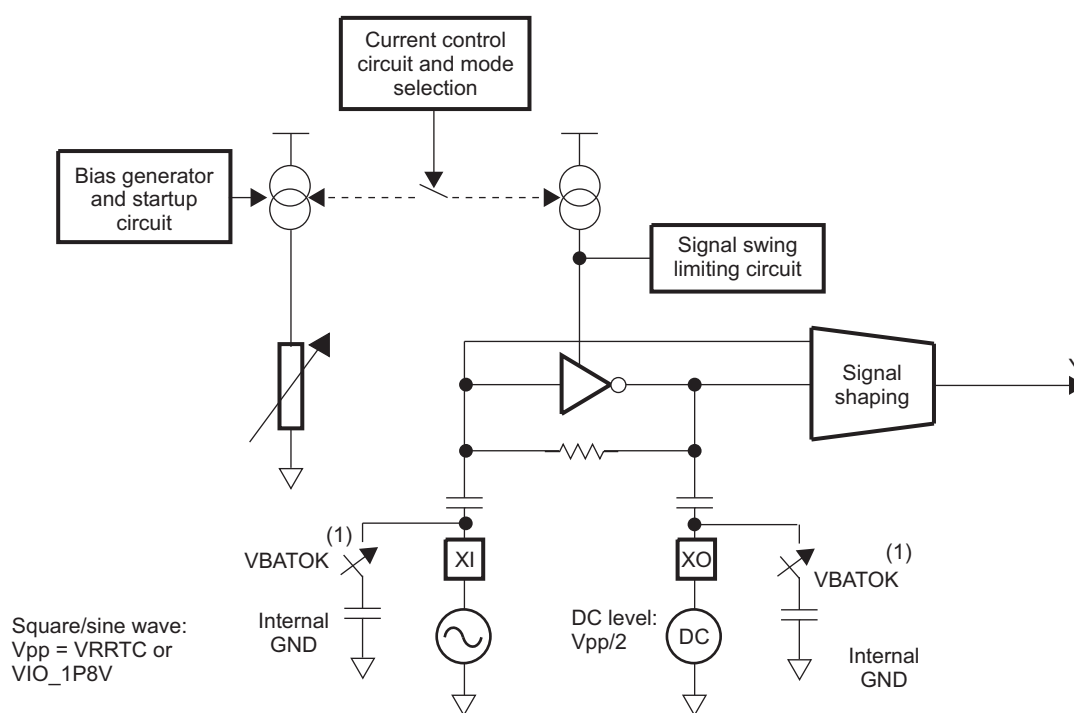 Current control
circuit and mode
selection
Bias generator
and startup
circuit
Signal swing
limiting circuit
Signal
shaping
Y
(1)
VBATOK
XI
XO
(1)
VBATOK
Internal
GND
DC level:
Vpp/2
DC
Internal
GND
Square/sine wave:
Vpp = VRRTC or
VIO_1P8V